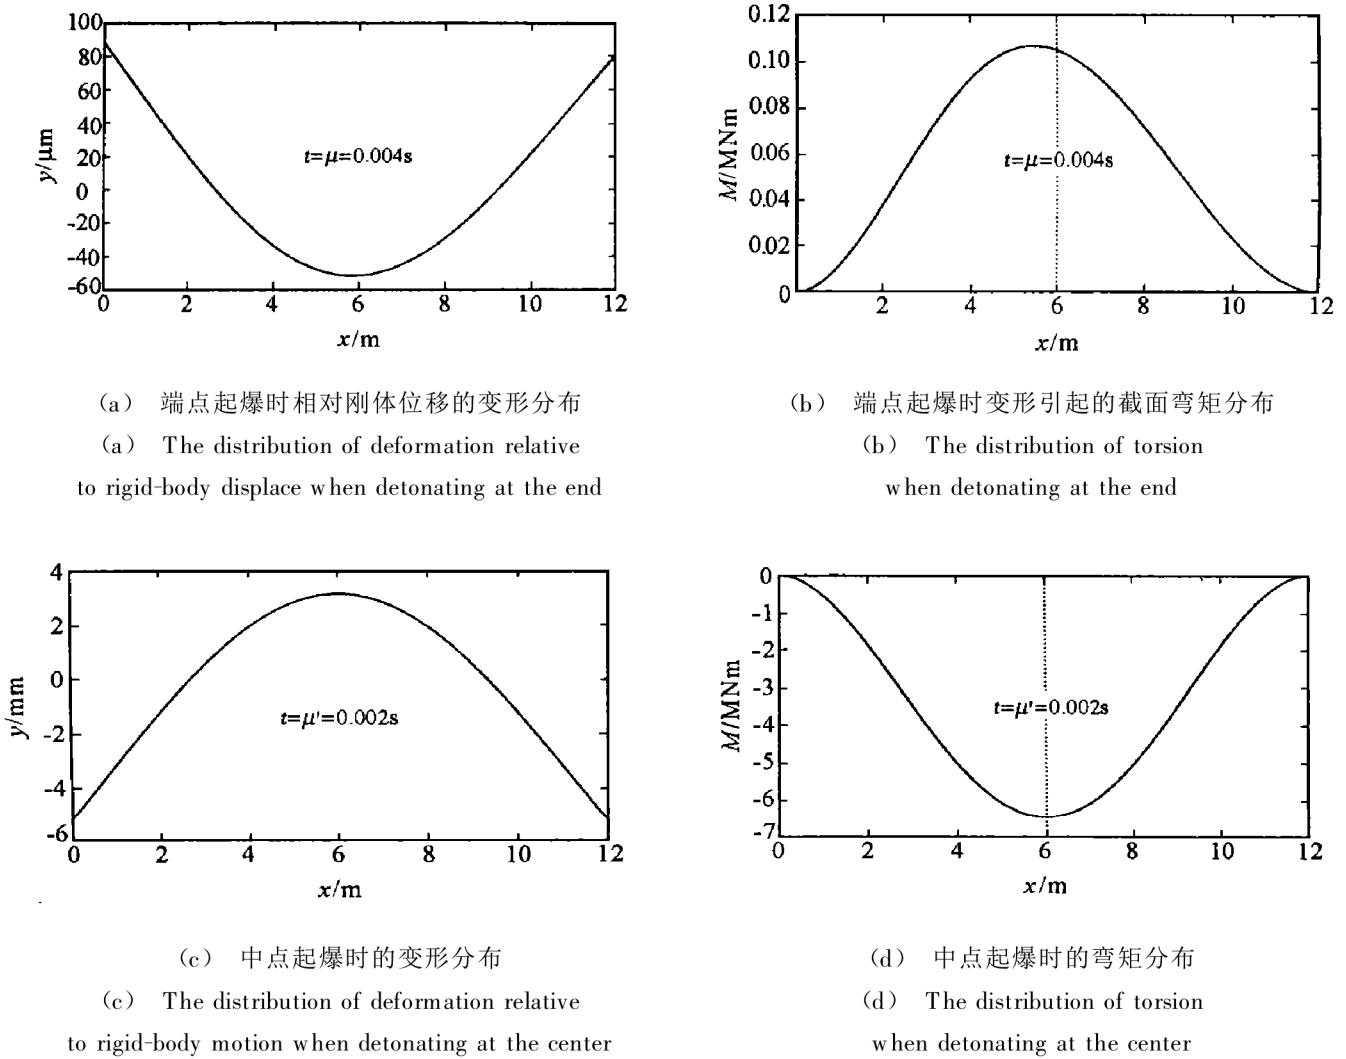 100
80
60
40
20
0
-20
-40
-60
y/μm
t=μ=0.004s
0 2 4 6 8 10 12
x/m
0.12
0.10
0.08
0.06
0.04
0.02
0
M/MNm
t=μ=0.004s
2 4 6 8 10 12
x/m
(a) 端点起爆时相对刚体位移的变形分布
(a) The distribution of deformation relative
to rigid-body displace when detonating at the end
(b) 端点起爆时变形引起的截面弯矩分布
(b) The distribution of torsion
when detonating at the end
4
2
0
-2
-4
-6
y/mm
t=μ'=0.002s
0 2 4 6 8 10 12
x/m
0
-1
-2
-3
-4
-5
-6
-7
M/MNm
t=μ'=0.002s
0 2 4 6 8 10 12
x/m
(c) 中点起爆时的变形分布
(c) The distribution of deformation relative
to rigid-body motion when detonating at the center
(d) 中点起爆时的弯矩分布
(d) The distribution of torsion
when detonating at the center